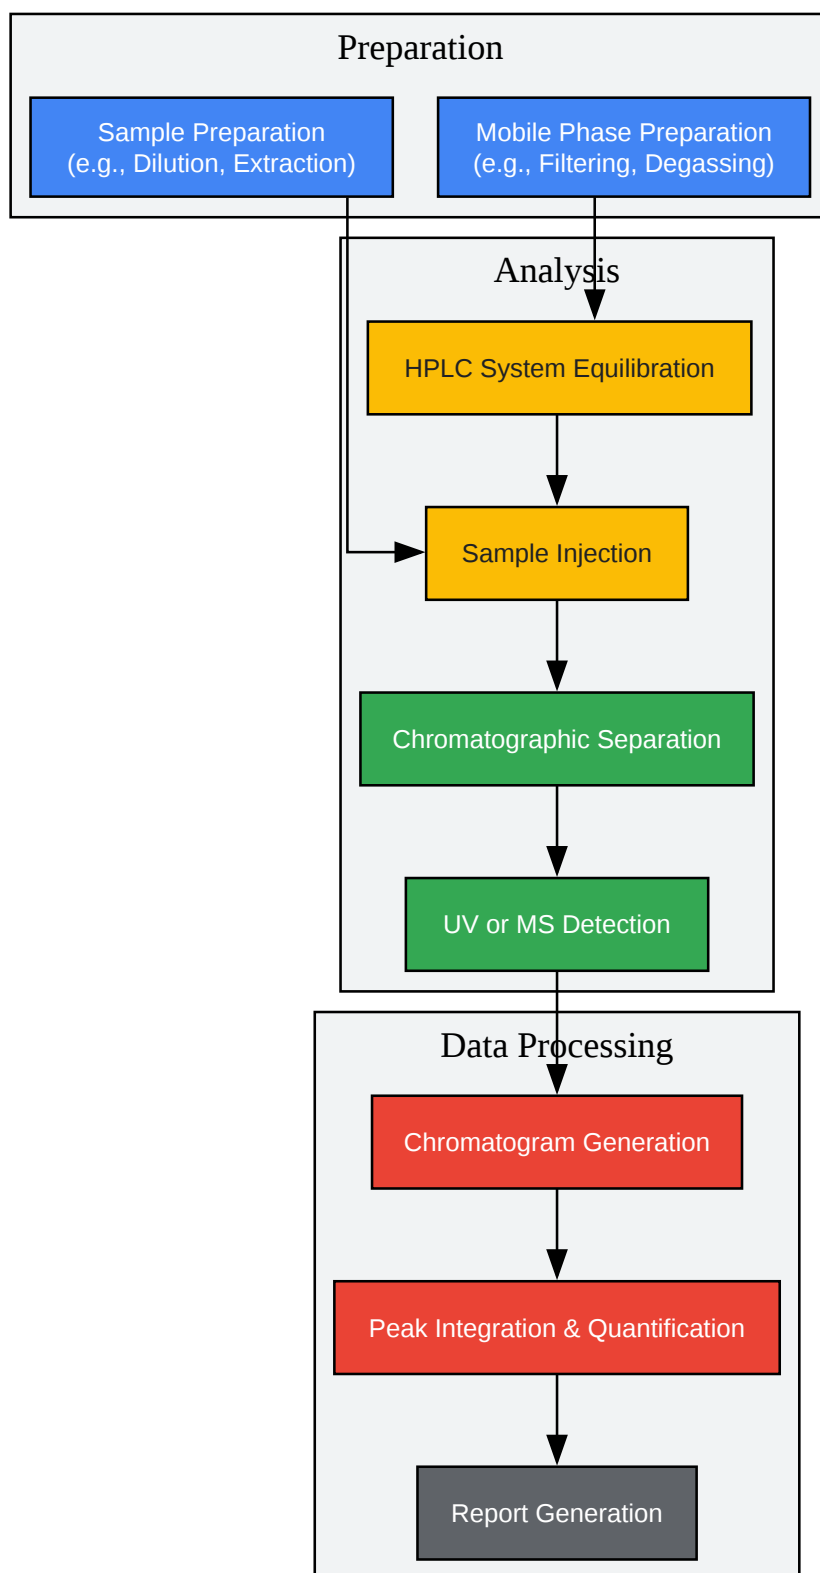 Preparation
Sample Preparation
(e.g., Dilution, Extraction)
Mobile Phase Preparation
(e.g., Filtering, Degassing)
Analysis
HPLC System Equilibration
Sample Injection
Chromatographic Separation
UV or MS Detection
Data Processing
Chromatogram Generation
Peak Integration & Quantification
Report Generation